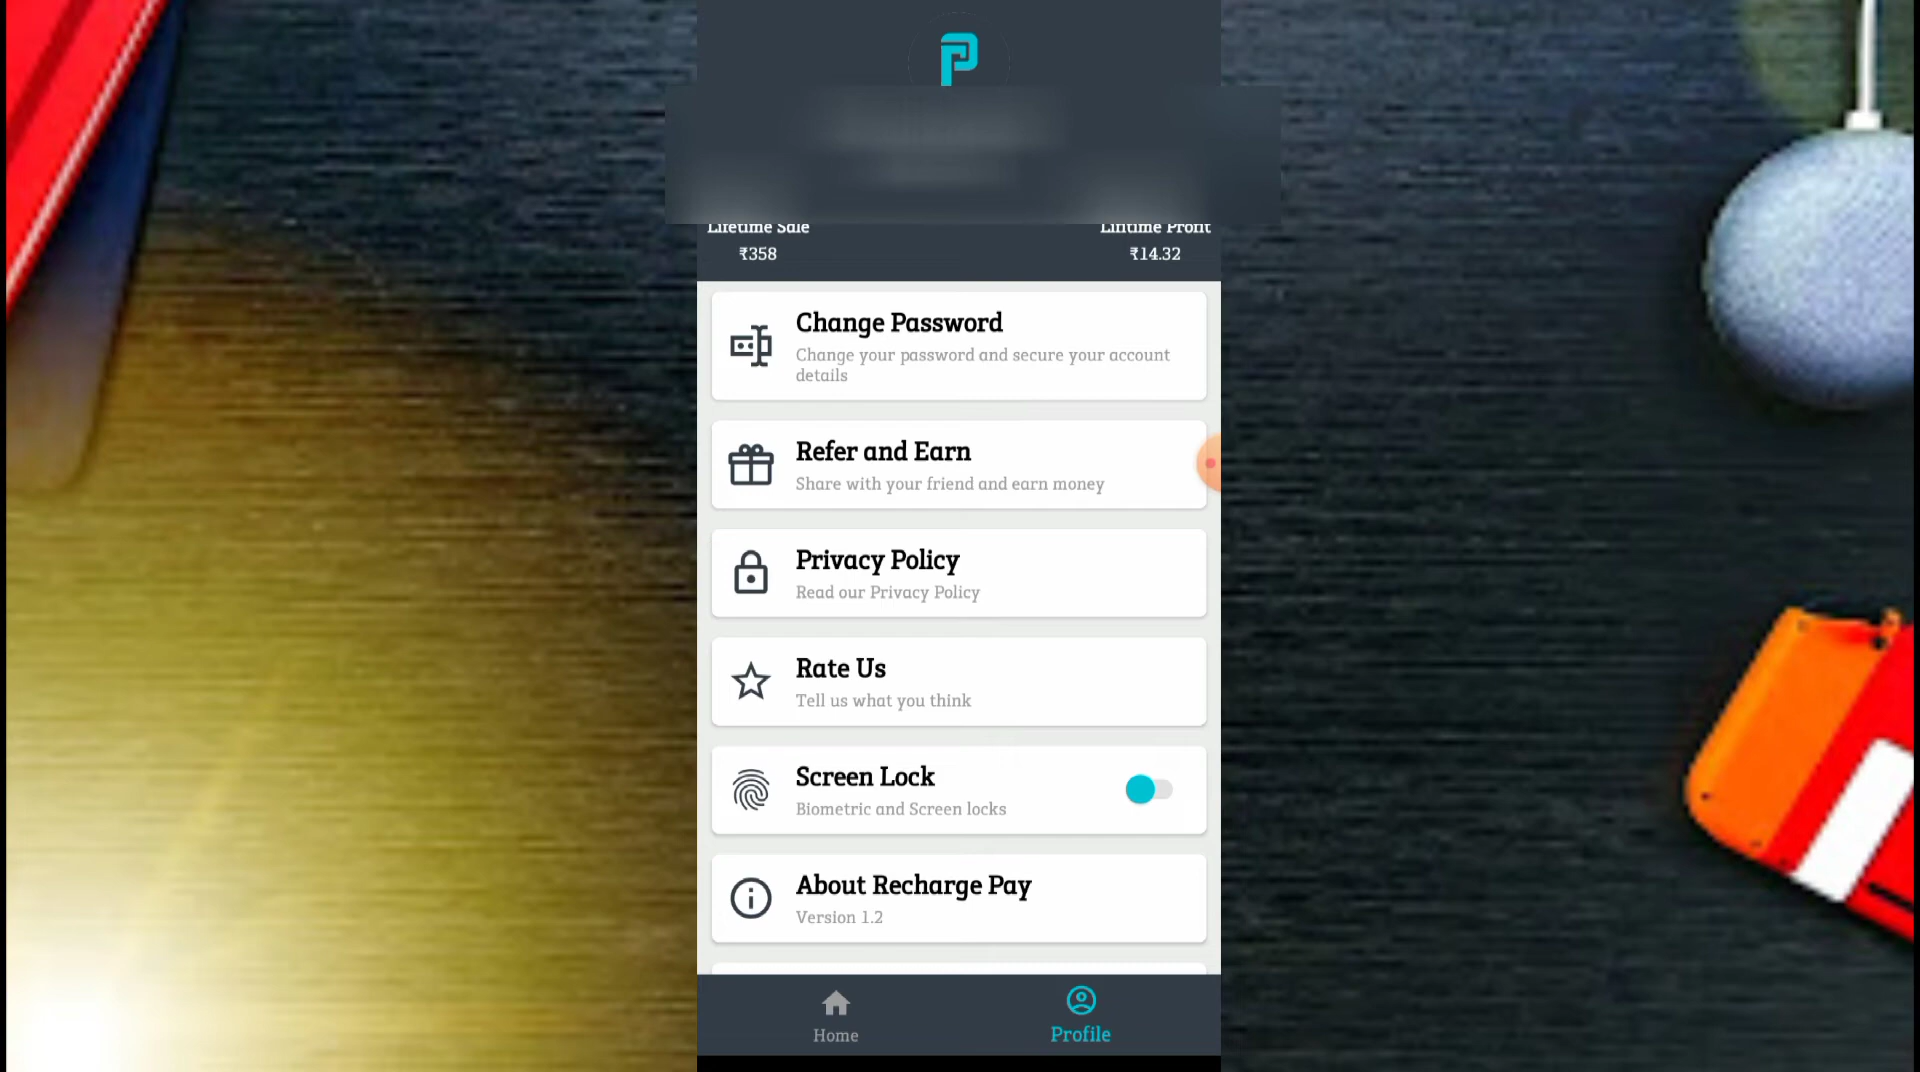 Lifetime Sale
Lifitime Profit
₹358
₹14.32
Change Password
Change your password and secure your account
details
Refer and Earn
Share with your friend and earn money
Privacy Policy
Read our Privacy Policy
Rate Us
Tell us what you think
Screen Lock
Biometric and Screen locks
About Recharge Pay
Version 1.2
Home
Profile